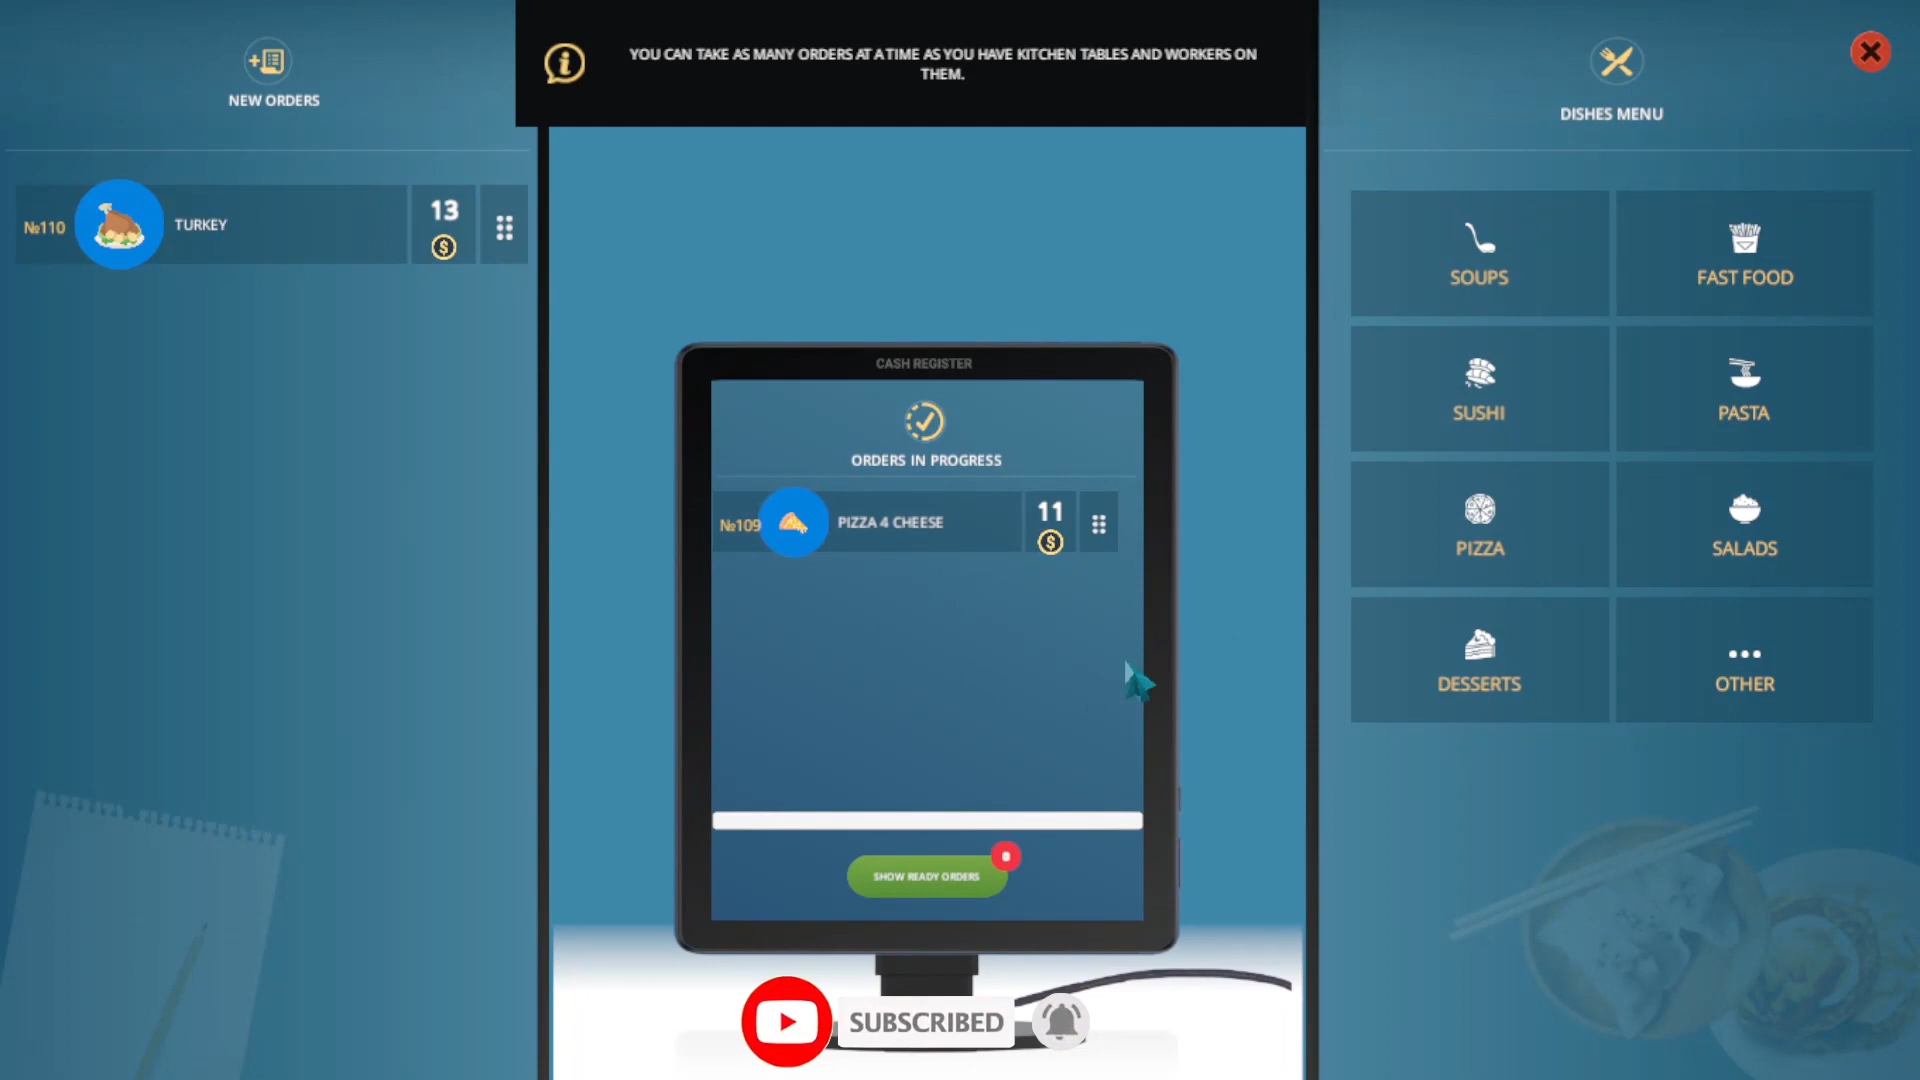 NEW ORDERS
№110
TURKEY
13
YOU CAN TAKE AS MANY ORDERS AT A TIME AS YOU HAVE KITCHEN TABLES AND WORKERS ON
THEM.
CASH REGISTER
ORDERS IN PROGRESS
№109
PIZZA 4 CHEESE
11
SHOW READY ORDERS
0
SUBSCRIBED
DISHES MENU
SOUPS
FAST FOOD
SUSHI
PASTA
PIZZA
SALADS
DESSERTS
OTHER